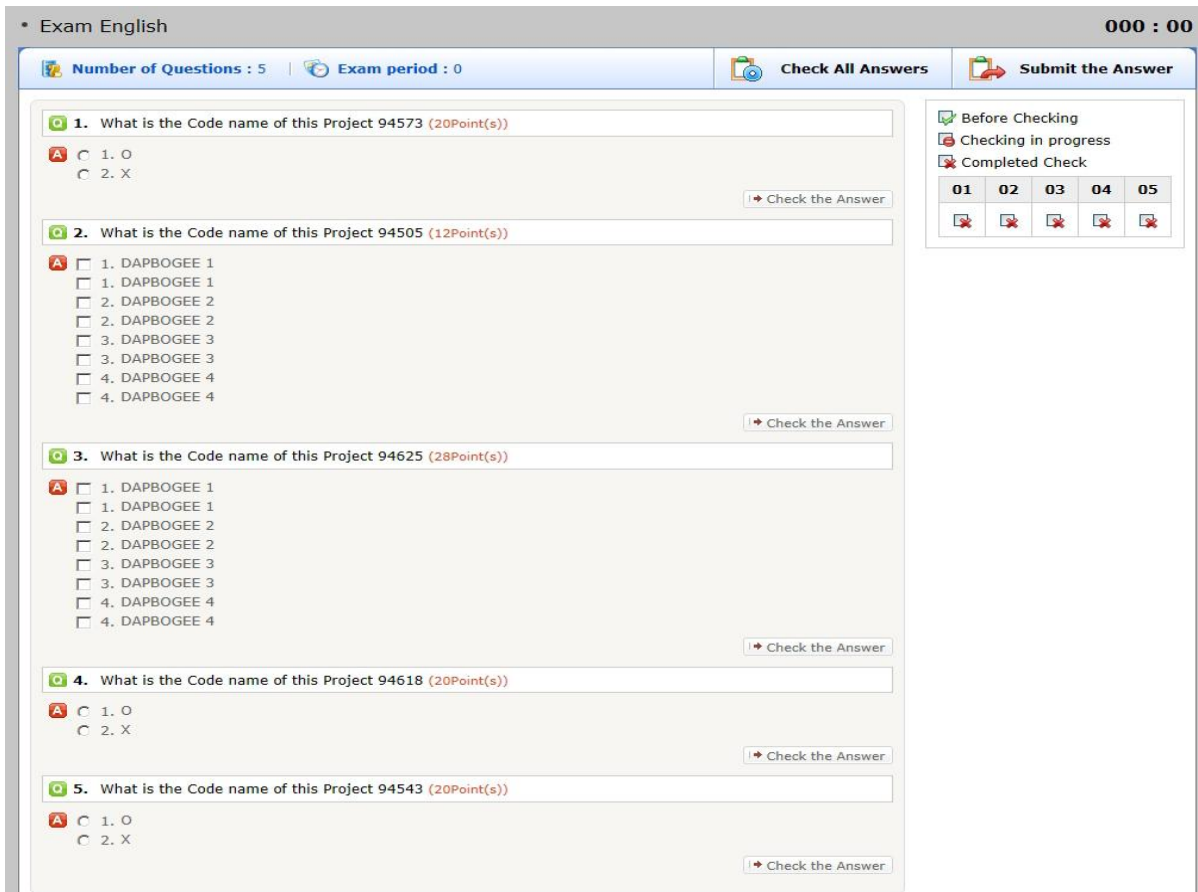 • Exam English 000 : 00
Number of Questions : 5 | Exam period : 0 Check All Answers Submit the Answer
Q 1. What is the Code name of this Project 94573 (20Point(s))
A 1. O
2. X
Check the Answer
Q 2. What is the Code name of this Project 94505 (12Point(s))
A 1. DAPBOGEE 1
1. DAPBOGEE 1
2. DAPBOGEE 2
2. DAPBOGEE 2
3. DAPBOGEE 3
3. DAPBOGEE 3
4. DAPBOGEE 4
4. DAPBOGEE 4
Check the Answer
Q 3. What is the Code name of this Project 94625 (28Point(s))
A 1. DAPBOGEE 1
1. DAPBOGEE 1
2. DAPBOGEE 2
2. DAPBOGEE 2
3. DAPBOGEE 3
3. DAPBOGEE 3
4. DAPBOGEE 4
4. DAPBOGEE 4
Check the Answer
Q 4. What is the Code name of this Project 94618 (20Point(s))
A 1. O
2. X
Check the Answer
Q 5. What is the Code name of this Project 94543 (20Point(s))
A 1. O
2. X
Check the Answer
Before Checking
Checking in progress
Completed Check
01 02 03 04 05